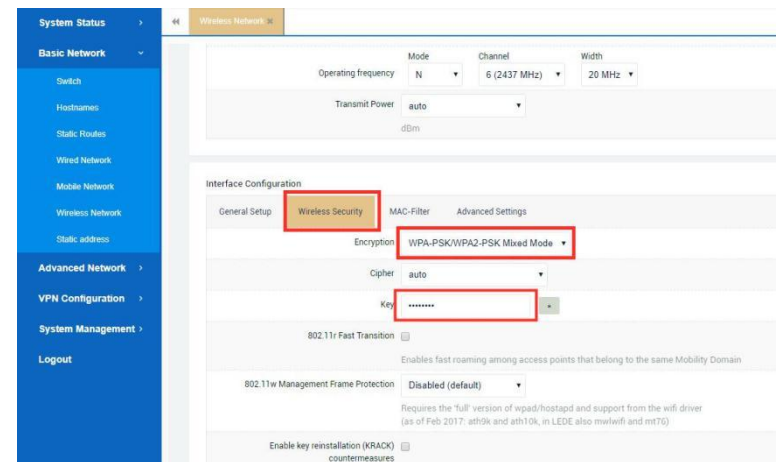 System Status
Wireless Network
Basic Network
Switch
Hostnames
Static Routes
Wired Network
Mobile Network
Wireless Network
Static address
Advanced Network
VPN Configuration
System Management
Logout
Mode Channel Width
Operating frequency N 6 (2437 MHz) 20 MHz
Transmit Power auto
dBm
Interface Configuration
General Setup Wireless Security MAC-Filter Advanced Settings
Encryption WPA-PSK/WPA2-PSK Mixed Mode
Cipher auto
Key ••••••••
802.11r Fast Transition
Enables fast roaming among access points that belong to the same Mobility Domain
802.11w Management Frame Protection Disabled (default)
Requires the 'full' version of wpad/hostapd and support from the wifi driver
(as of Feb 2017: ath9k and ath10k, in LEDE also mwlwifi and mt76)
Enable key reinstallation (KRACK)
countermeasures